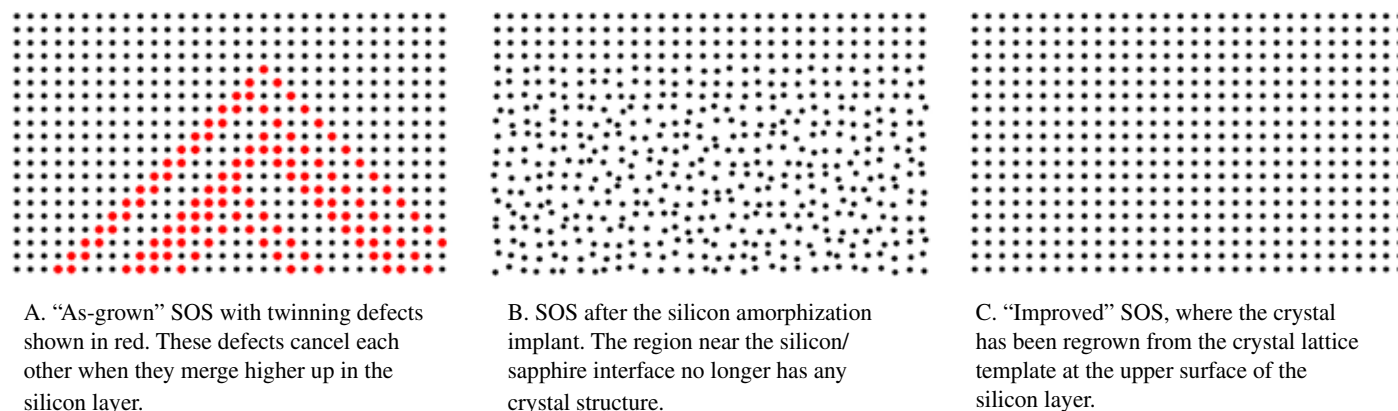 A. “As-grown” SOS with twinning defects
shown in red. These defects cancel each
other when they merge higher up in the
silicon layer.
B. SOS after the silicon amorphization
implant. The region near the silicon/
sapphire interface no longer has any
crystal structure.
C. “Improved” SOS, where the crystal
has been regrown from the crystal lattice
template at the upper surface of the
silicon layer.